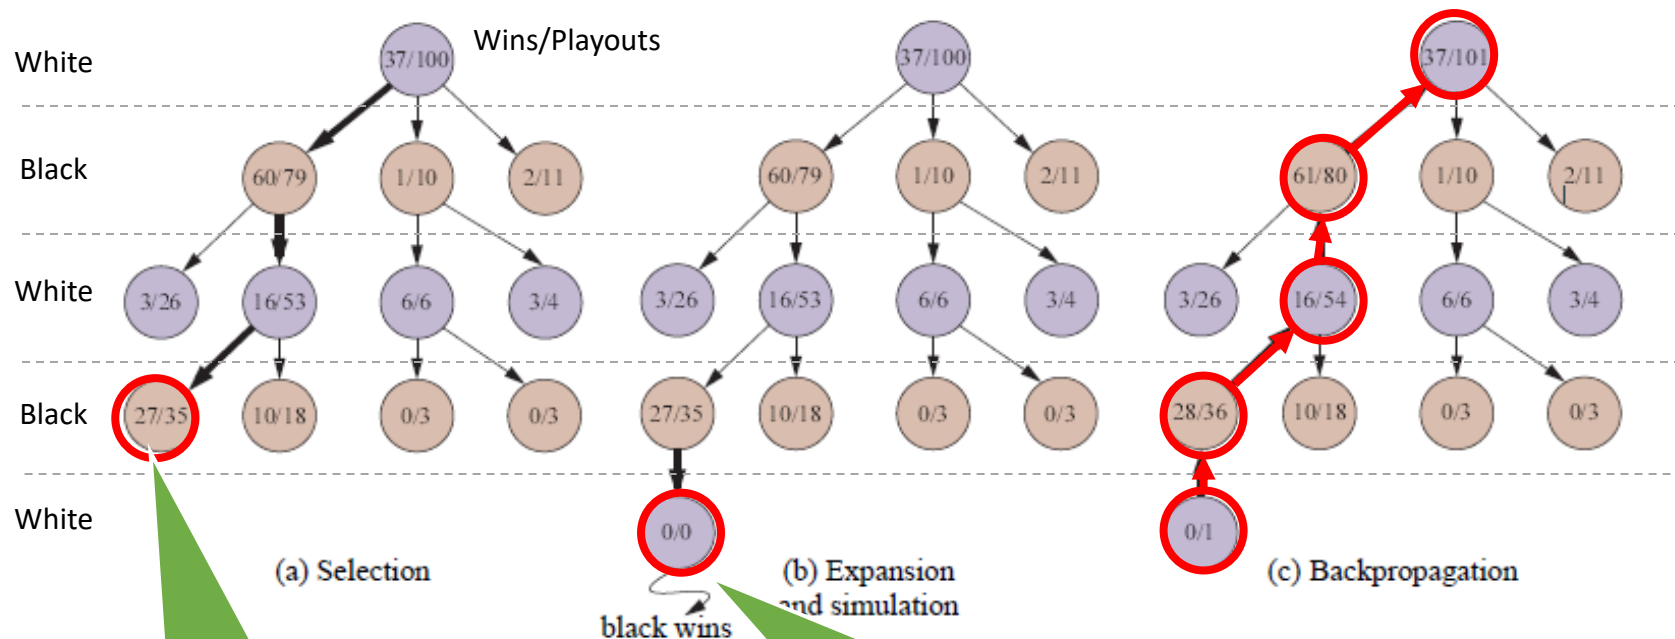 Wins/Playouts
White
37/100
37/100
37/101
Black
60/79 1/10 2/11
60/79 1/10 2/11
61/80 1/10 2/11
White
3/26 16/53 6/6 3/4
3/26 16/53 6/6 3/4
3/26 16/54 6/6 3/4
Black
27/35 10/18 0/3 0/3
27/35 10/18 0/3 0/3
28/36 10/18 0/3 0/3
White
0/0
0/1
(a) Selection
(b) Expansion
and simulation
(c) Backpropagation
black wins